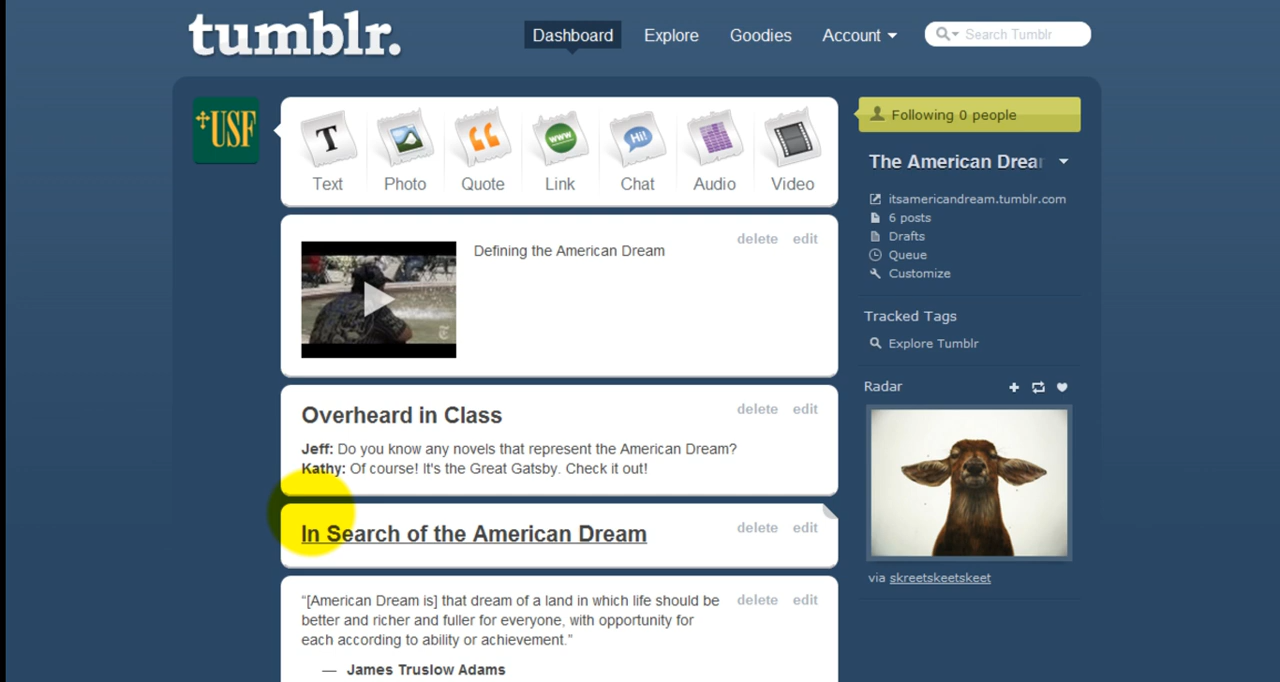 tumblr.
Dashboard
Explore
Goodies
Account
Search Tumblr
USF
T
www
Hi!
Text
Photo
Quote
Link
Chat
Audio
Video
Following 0 people
The American Drea
itsamericandream.tumblr.com
6 posts
Drafts
Queue
Customize
Tracked Tags
Explore Tumblr
Radar
via skreetskeetskeet
Defining the American Dream
delete edit
Overheard in Class
delete edit
Jeff: Do you know any novels that represent the American Dream?
Kathy: Of course! It's the Great Gatsby. Check it out!
In Search of the American Dream
delete edit
“[American Dream is] that dream of a land in which life should be
better and richer and fuller for everyone, with opportunity for
each according to ability or achievement.”
delete edit
— James Truslow Adams